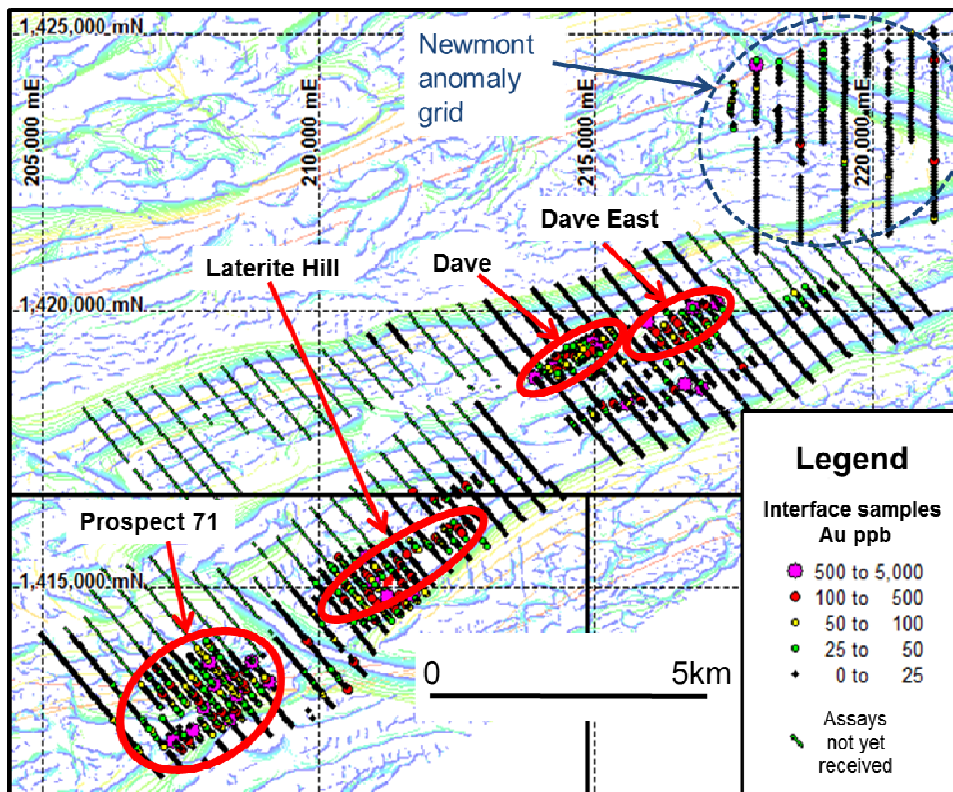 1,425,000 mN
Newmont
anomaly
grid
205,000 mE
210,000 mE
215,000 mE
220,000 mE
Dave East
Laterite Hill
Dave
1,420,000 mN
Prospect 71
1,415,000 mN
0 5km
Legend
Interface samples
Au ppb
500 to 5,000
100 to 500
50 to 100
25 to 50
0 to 25
Assays
not yet
received